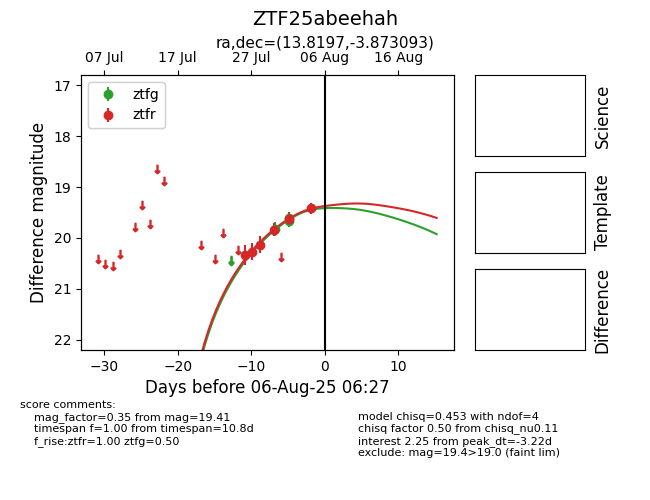 ZTF25abeehah
ra,dec=(13.8197,-3.873093)
07 Jul 17 Jul 27 Jul 06 Aug 16 Aug
ztfg
ztfr
17
18
19
20
21
22
Difference magnitude
−30 −20 −10 0 10
Days before 06-Aug-25 06:27
Science
Template
Difference
score comments:
mag_factor=0.35 from mag=19.41
timespan f=1.00 from timespan=10.8d
f_rise:ztfr=1.00 ztfg=0.50
model chisq=0.453 with ndof=4
chisq factor 0.50 from chisq_nu0.11
interest 2.25 from peak_dt=-3.22d
exclude: mag=19.4>19.0 (faint lim)